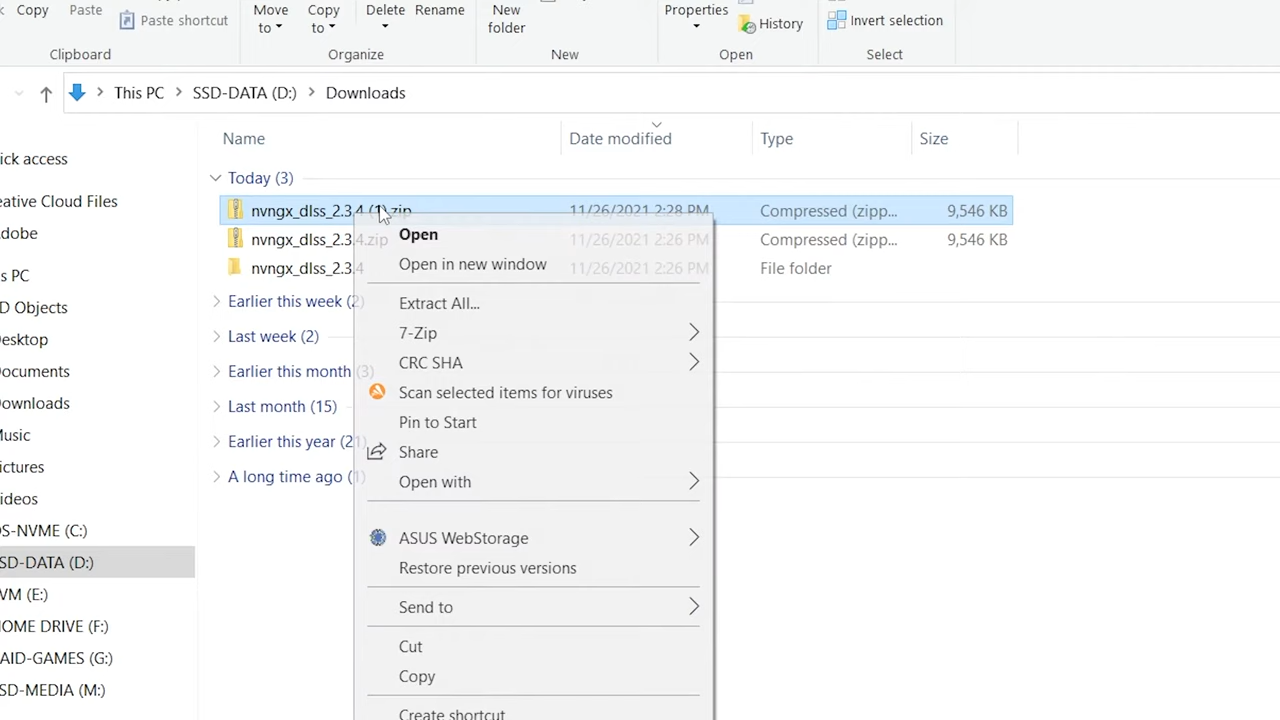 Copy Paste Paste shortcut
Move to Copy to Delete Rename
New folder
Properties History
Invert selection
Clipboard Organize New Open Select
This PC SSD-DATA (D:) Downloads
Name Date modified Type Size
Today (3)
nvngx_dlss_2.3.4 (1).zip 11/26/2021 2:28 PM Compressed (zipp... 9,546 KB
nvngx_dlss_2.3.4.zip 11/26/2021 2:26 PM Compressed (zipp... 9,546 KB
nvngx_dlss_2.3.4 11/26/2021 2:26 PM File folder
Earlier this week (2)
Last week (2)
Earlier this month (3)
Last month (15)
Earlier this year (21)
A long time ago (1)
ick access
eative Cloud Files
dobe
s PC
D Objects
esktop
ocuments
ownloads
usic
ictures
ideos
OS-NVME (C:)
SD-DATA (D:)
VM (E:)
HOME DRIVE (F:)
AID-GAMES (G:)
SD-MEDIA (M:)
Open
Open in new window
Extract All...
7-Zip
CRC SHA
Scan selected items for viruses
Pin to Start
Share
Open with
ASUS WebStorage
Restore previous versions
Send to
Cut
Copy
Create shortcut